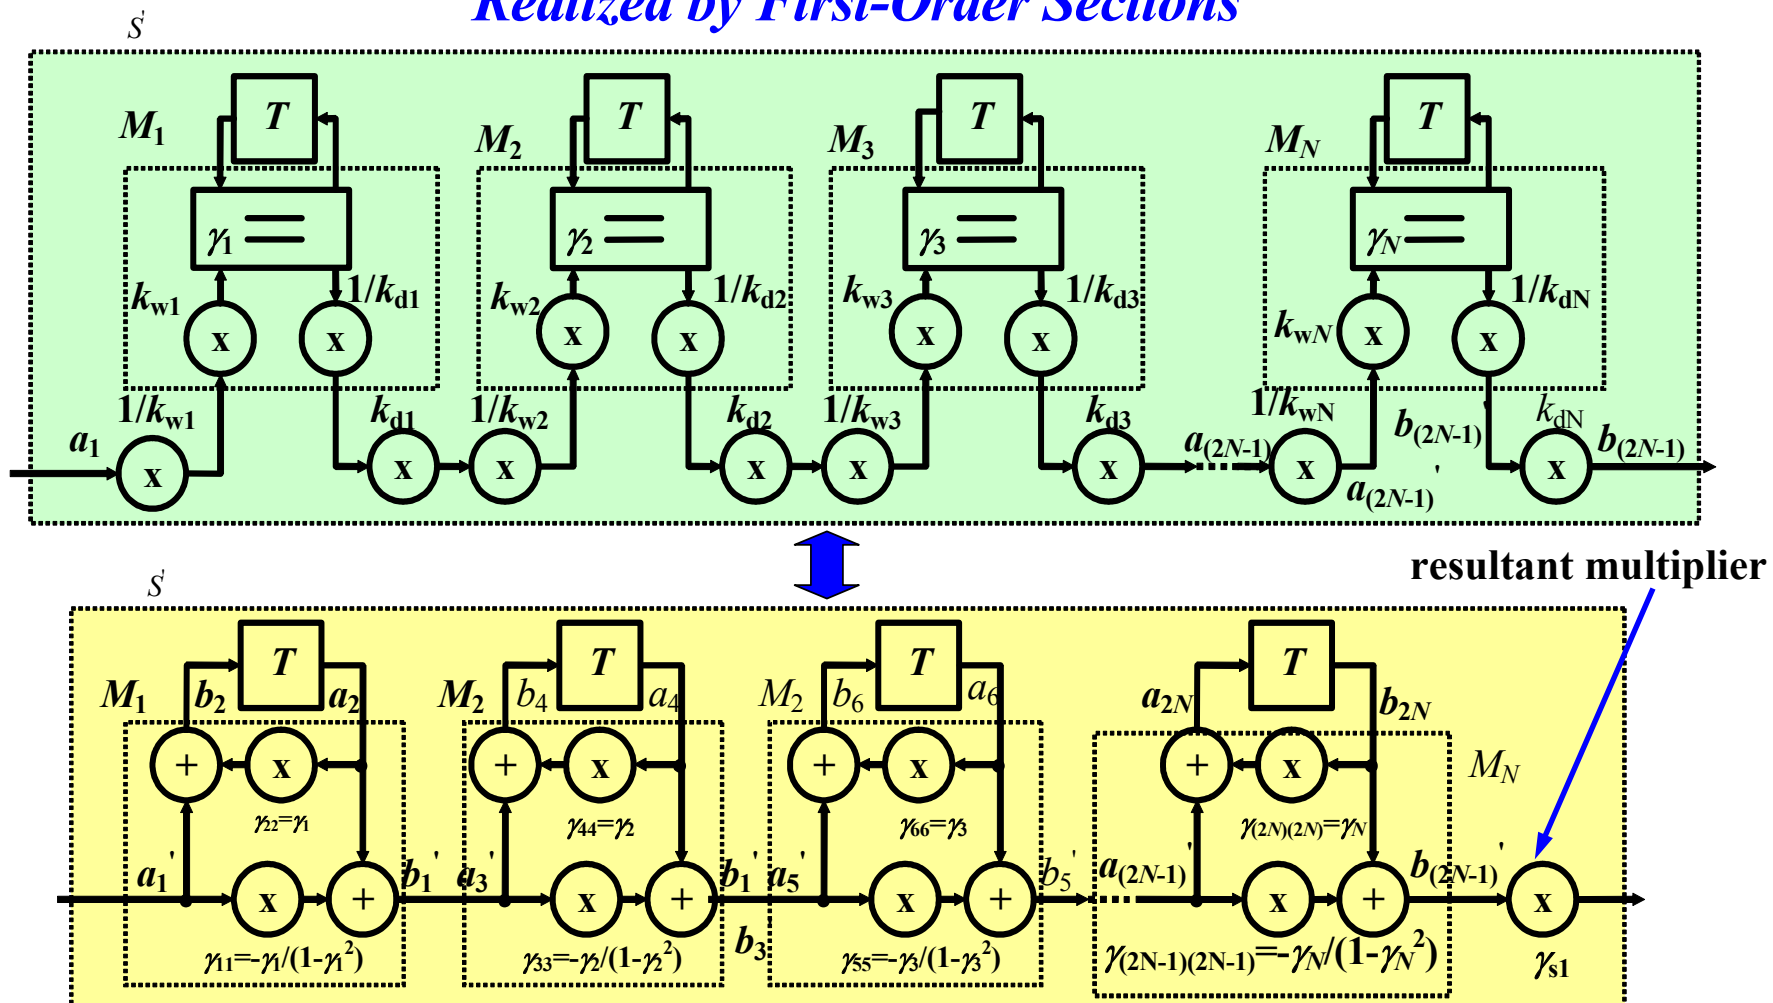 Realized by First-Order Sections
S'
T T T T
M1 M2 M3 MN
γ1 γ2 γ3 γN
kw1 1/kd1 kw2 1/kd2 kw3 1/kd3 kwN 1/kdN
x x x x x x x x
1/kw1 kd1 1/kw2 kd2 1/kw3 kd3 1/kwN b(2N-1)' kdN
a1 a(2N-1) b(2N-1)
x x x x x x x x
a(2N-1)'
resultant multiplier
S'
T T T T
M1 b2 a2 M2 b4 a4 M2 b6 a6 a2N b2N
+ x + x + x + x MN
γ22=γ1 γ44=γ2 γ66=γ3 γ(2N)(2N)=γN
a1' b1' a3' b1' a5' b5' a(2N-1)' b(2N-1)'
x + x + x + x + x
b3
γ11=-γ1/(1-γ1²) γ33=-γ2/(1-γ2²) γ55=-γ3/(1-γ3²) γ(2N-1)(2N-1)=-γN/(1-γN²) γs1